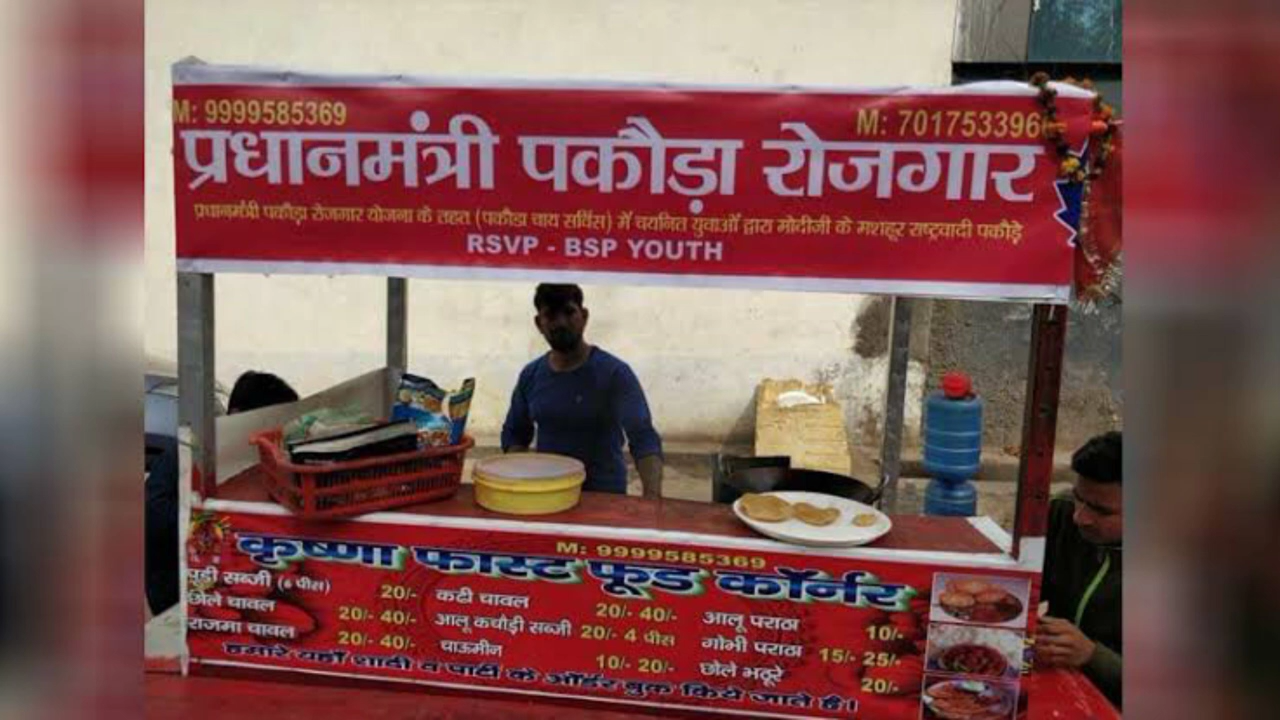 M: 9999585369 M: 701753396
प्रधानमंत्री पकौड़ा रोजगार
प्रधानमंत्री पकौडा रोजगार योजना के तहत (पकौडा चाय सर्विस) में चयनित युवाओं द्वारा मोदीजी के मशहूर राष्ट्रवादी पकौड़े
RSVP - BSP YOUTH
M: 9999585369
कृष्णा फास्ट फूड कॉर्नर
पूडी सब्जी (6 पीस) 20/- कढी चावल 20/- 40/- आलू पराठा 10/-
छोले चावल 20/- 40/- आलू कचौड़ी सब्जी 20/- 4 पीस गोभी पराठा 15/- 25/-
राजमा चावल 20/- 40/- चाऊमीन 10/- 20/- छोले भठूरे 20/-
हमारे यहाँ शादी व पार्टी के ऑर्डर बुक किये जाते है।